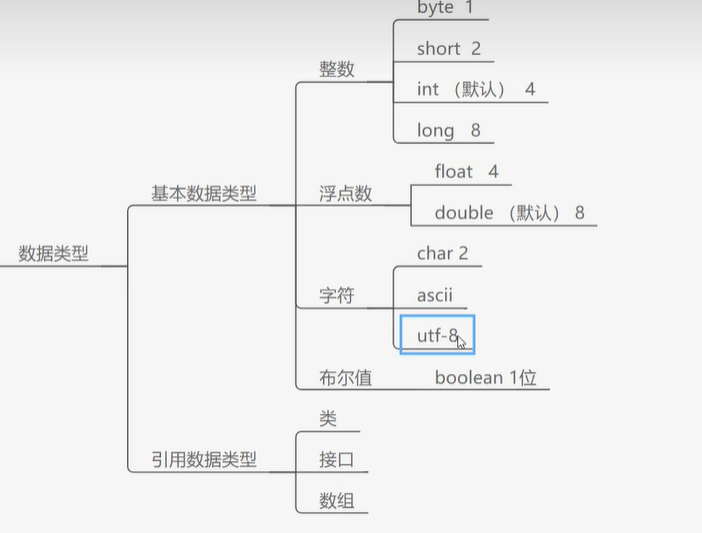 数据类型
基本数据类型
整数
byte 1
short 2
int （默认） 4
long 8
浮点数
float 4
double （默认） 8
字符
char 2
ascii
utf-8
布尔值
boolean 1位
引用数据类型
类
接口
数组